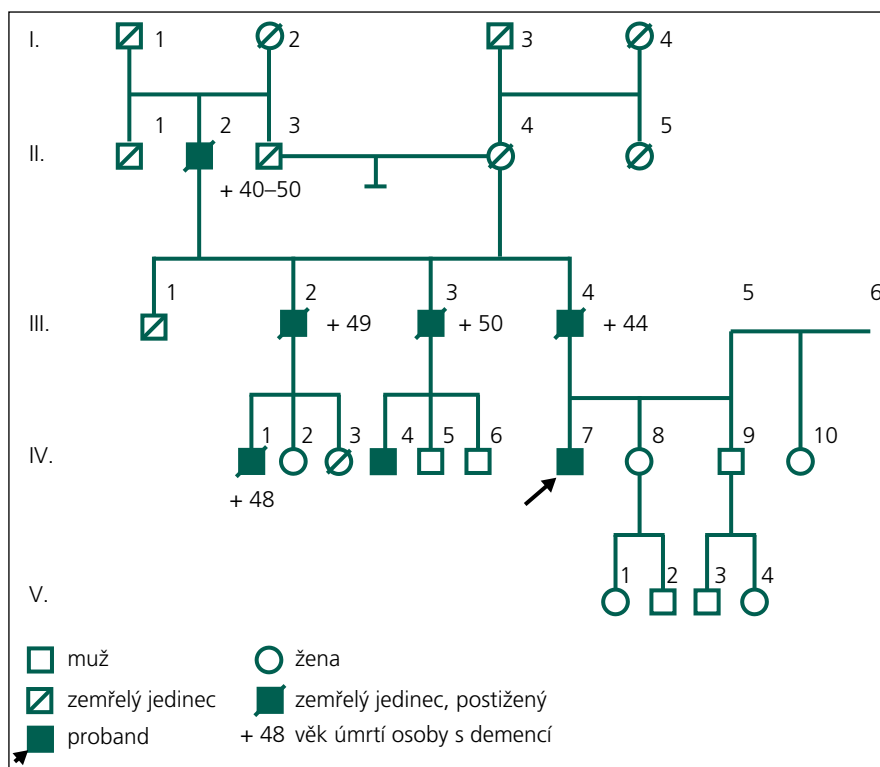 I. 1 2 3 4
1 2 3 4 5
II.
+ 40–50
1 2 3 4 5 6
III. + 49 + 50 + 44
1 2 3 4 5 6 7 8 9 10
IV.
+ 48
1 2 3 4
V.
muž žena
zemřelý jedinec zemřelý jedinec, postižený
proband + 48 věk úmrtí osoby s demencí